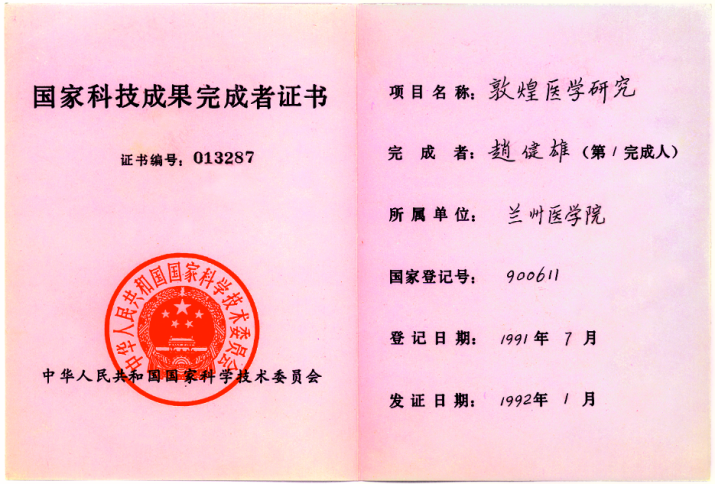 国家科技成果完成者证书
证书编号：013287
中华人民共和国国家科学技术委员会
中华人民共和国国家科学技术委员会
项目名称：敦煌医学研究
完成者：趙健雄（第1完成人）
所属单位：兰州医学院
国家登记号：900611
登记日期：1991年7月
发证日期：1992年1月